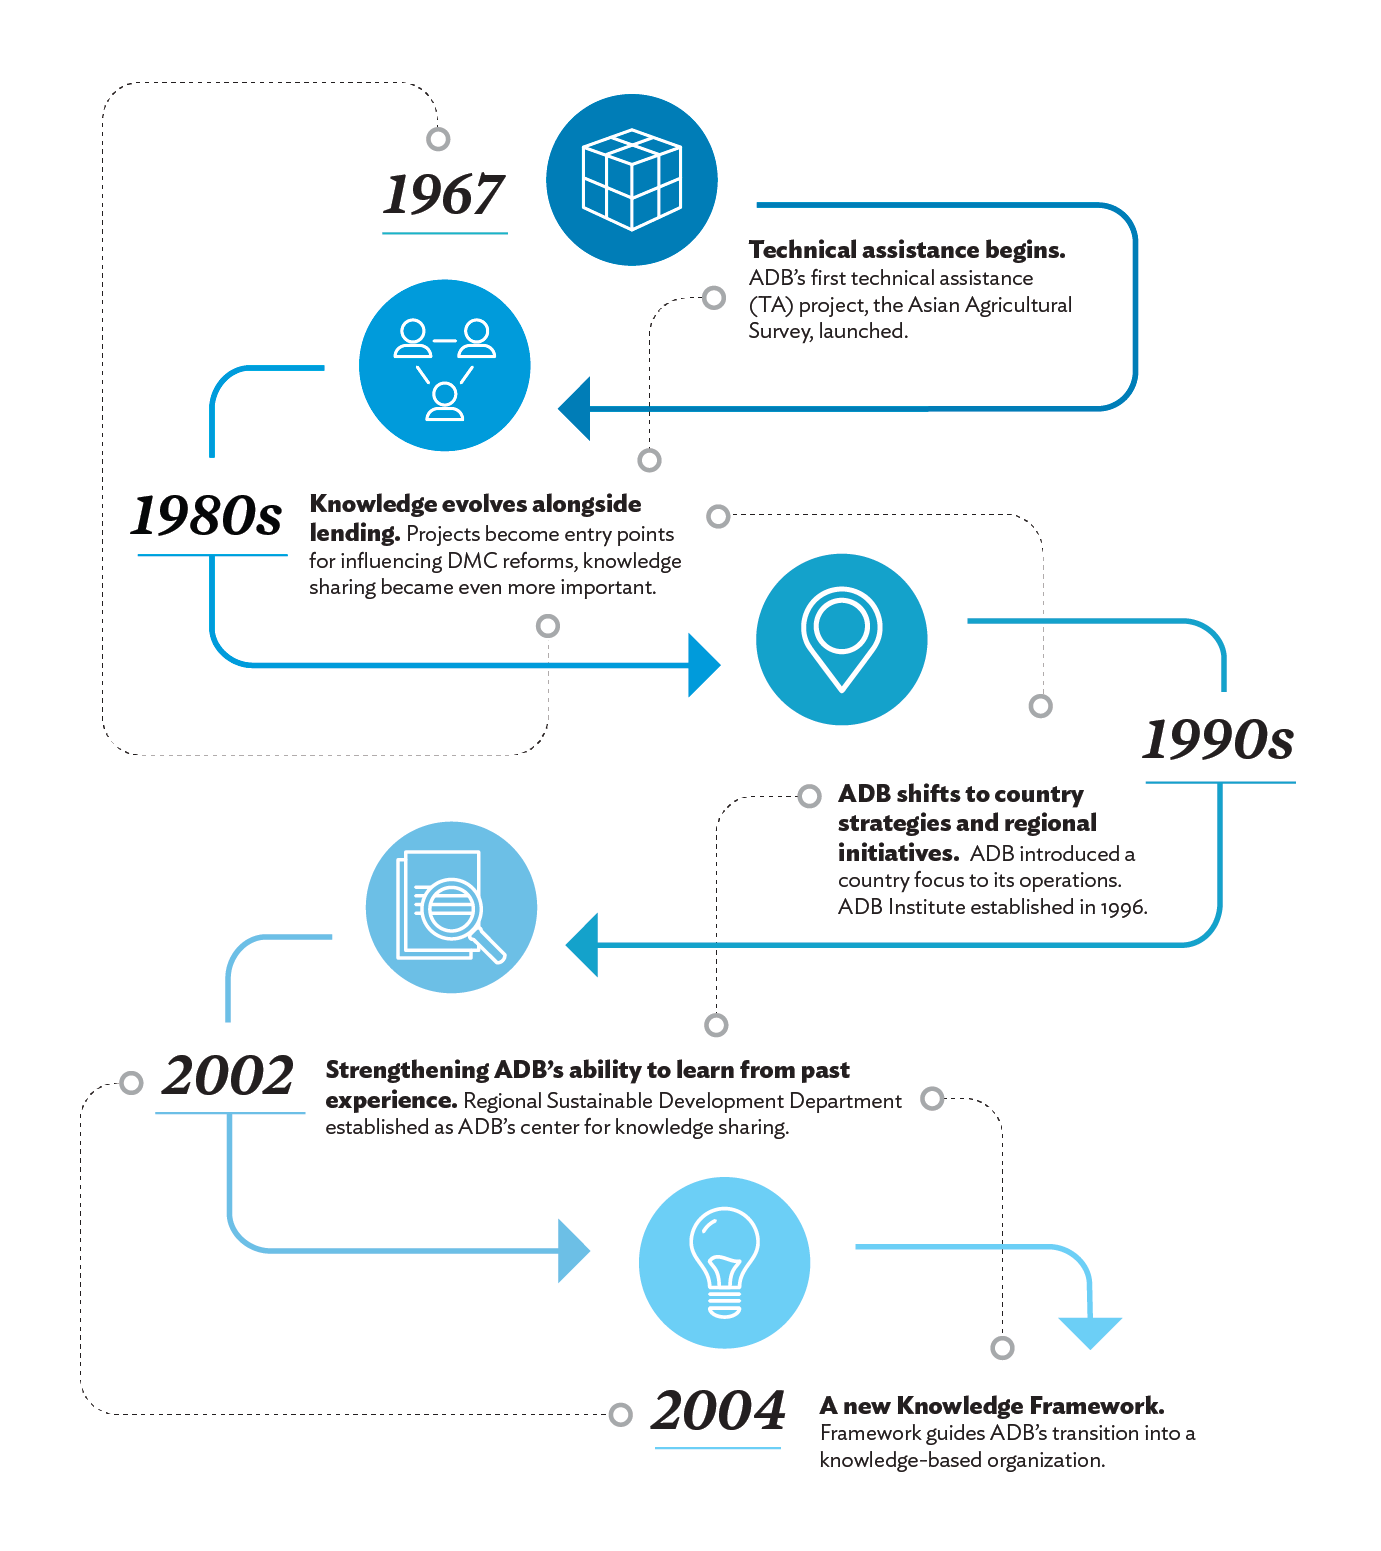 1967
Technical assistance begins.
ADB’s first technical assistance
(TA) project, the Asian Agricultural
Survey, launched.
1980s
Knowledge evolves alongside
lending. Projects become entry points
for influencing DMC reforms, knowledge
sharing became even more important.
1990s
ADB shifts to country
strategies and regional
initiatives. ADB introduced a
country focus to its operations.
ADB Institute established in 1996.
2002
Strengthening ADB’s ability to learn from past
experience. Regional Sustainable Development Department
established as ADB’s center for knowledge sharing.
2004
A new Knowledge Framework.
Framework guides ADB’s transition into a
knowledge-based organization.